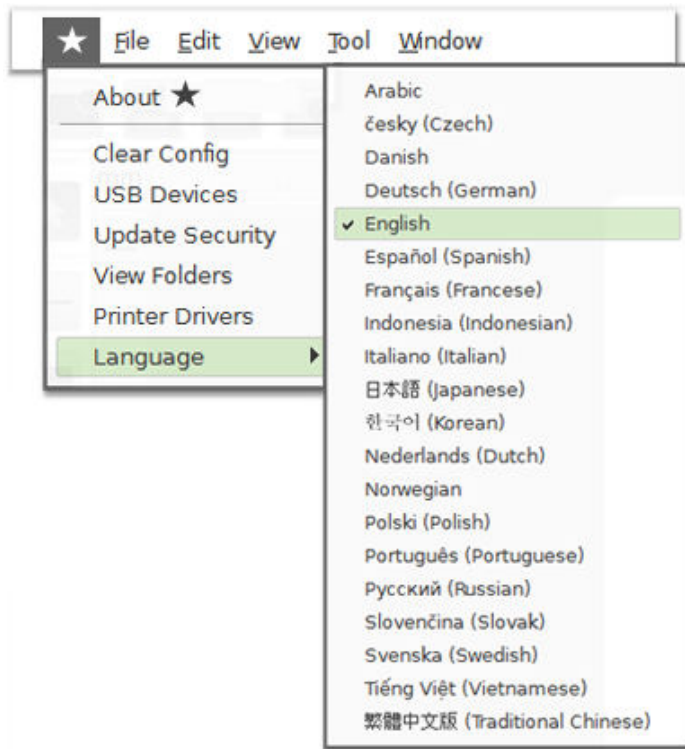 File Edit View Tool Window
About
Clear Config
USB Devices
Update Security
View Folders
Printer Drivers
Language
Arabic
česky (Czech)
Danish
Deutsch (German)
English
Español (Spanish)
Français (Francese)
Indonesia (Indonesian)
Italiano (Italian)
日本語 (Japanese)
한국어 (Korean)
Nederlands (Dutch)
Norwegian
Polski (Polish)
Português (Portuguese)
Русский (Russian)
Slovenčina (Slovak)
Svenska (Swedish)
Tiếng Việt (Vietnamese)
繁體中文版 (Traditional Chinese)